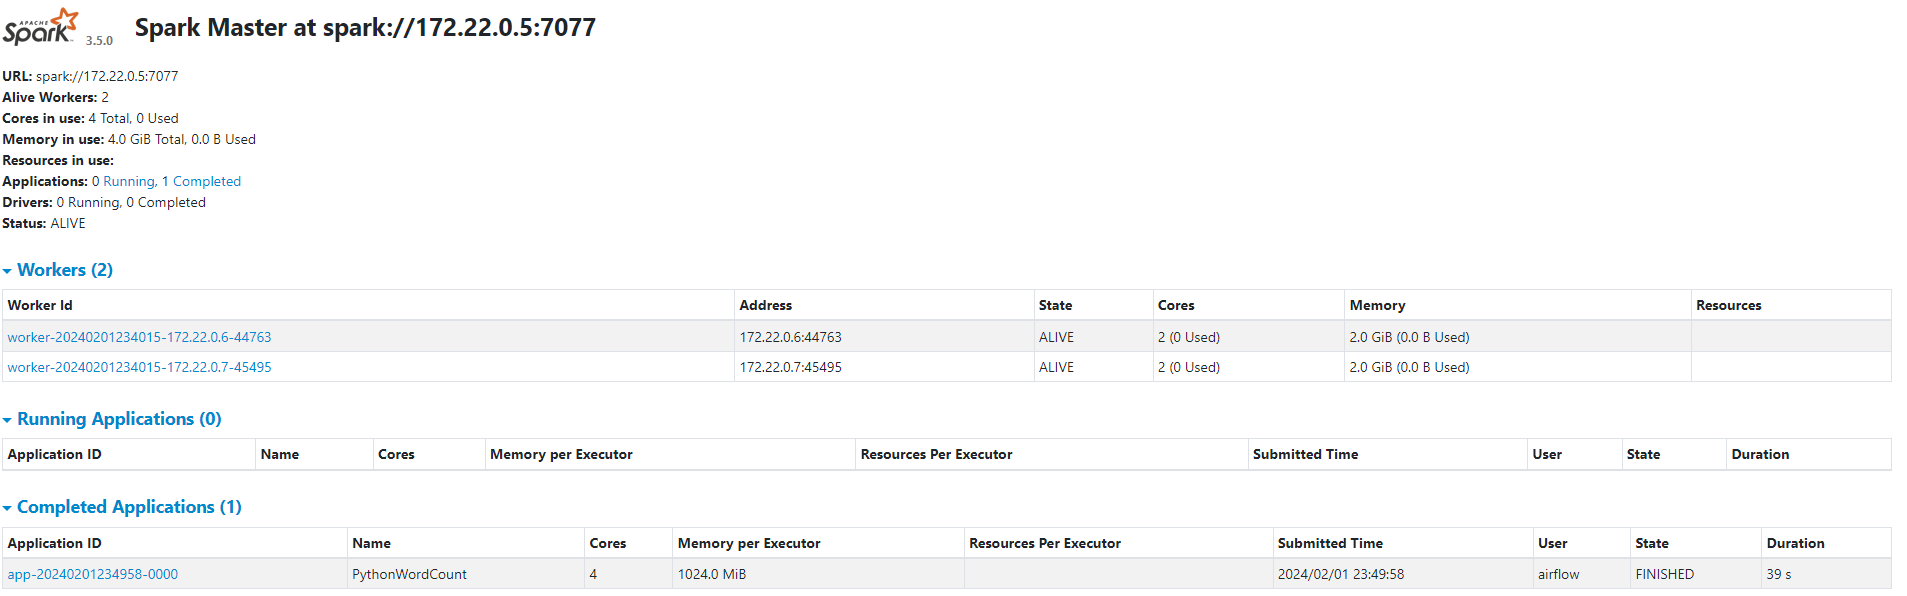 APACHE
Spark 3.5.0 Spark Master at spark://172.22.0.5:7077
URL: spark://172.22.0.5:7077
Alive Workers: 2
Cores in use: 4 Total, 0 Used
Memory in use: 4.0 GiB Total, 0.0 B Used
Resources in use:
Applications: 0 Running, 1 Completed
Drivers: 0 Running, 0 Completed
Status: ALIVE
Workers (2)
Worker Id Address State Cores Memory Resources
worker-20240201234015-172.22.0.6-44763 172.22.0.6:44763 ALIVE 2 (0 Used) 2.0 GiB (0.0 B Used)
worker-20240201234015-172.22.0.7-45495 172.22.0.7:45495 ALIVE 2 (0 Used) 2.0 GiB (0.0 B Used)
Running Applications (0)
Application ID Name Cores Memory per Executor Resources Per Executor Submitted Time User State Duration
Completed Applications (1)
Application ID Name Cores Memory per Executor Resources Per Executor Submitted Time User State Duration
app-20240201234958-0000 PythonWordCount 4 1024.0 MiB 2024/02/01 23:49:58 airflow FINISHED 39 s